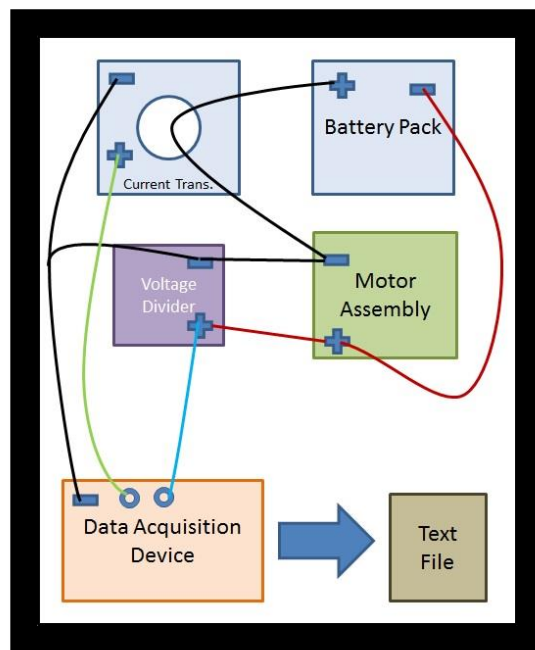 Battery Pack
Current Trans.
Voltage
Divider
Motor
Assembly
Data Acquisition
Device
Text
File